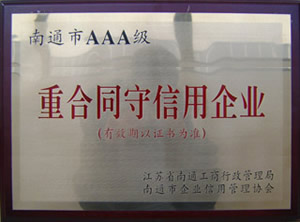 南通市AAA级
重合同守信用企业
(有效期以证书为准)
江苏省南通工商行政管理局
南通市企业信用管理协会